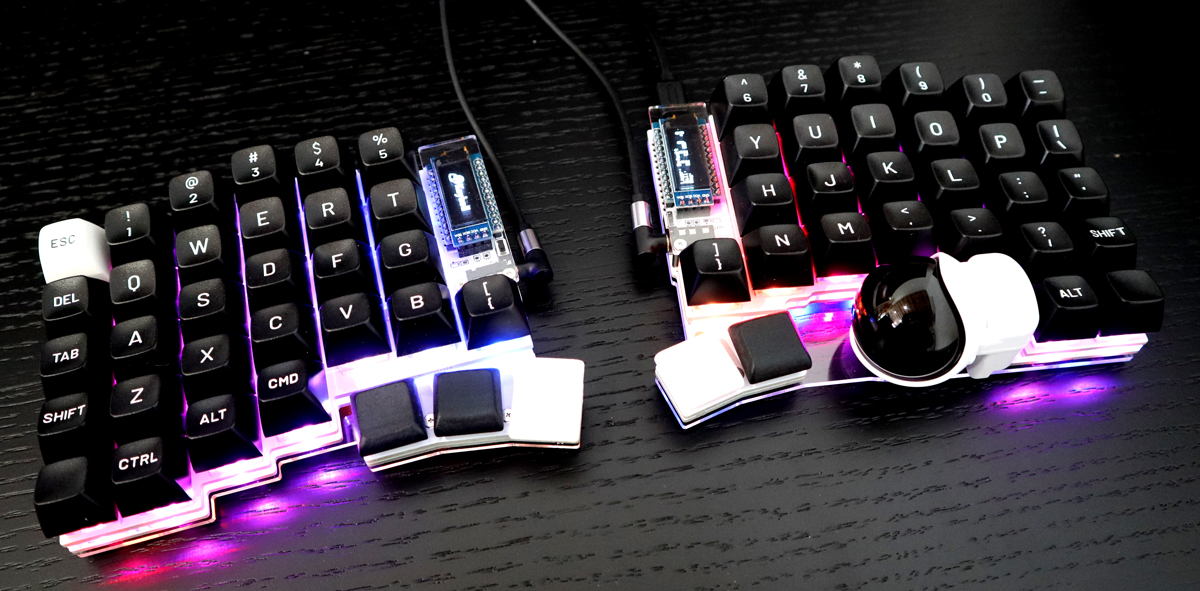 ESC ! 1 @ 2 # 3 $ 4 % 5
DEL Q W E R T
TAB A S D F G
SHIFT Z X C V B [ {
CTRL ALT CMD
^ 6 & 7 * 8 ( 9 ) 0
Y U I O P | \
H J K L : ; " '
] } N M < , > . ? / SHIFT
ALT